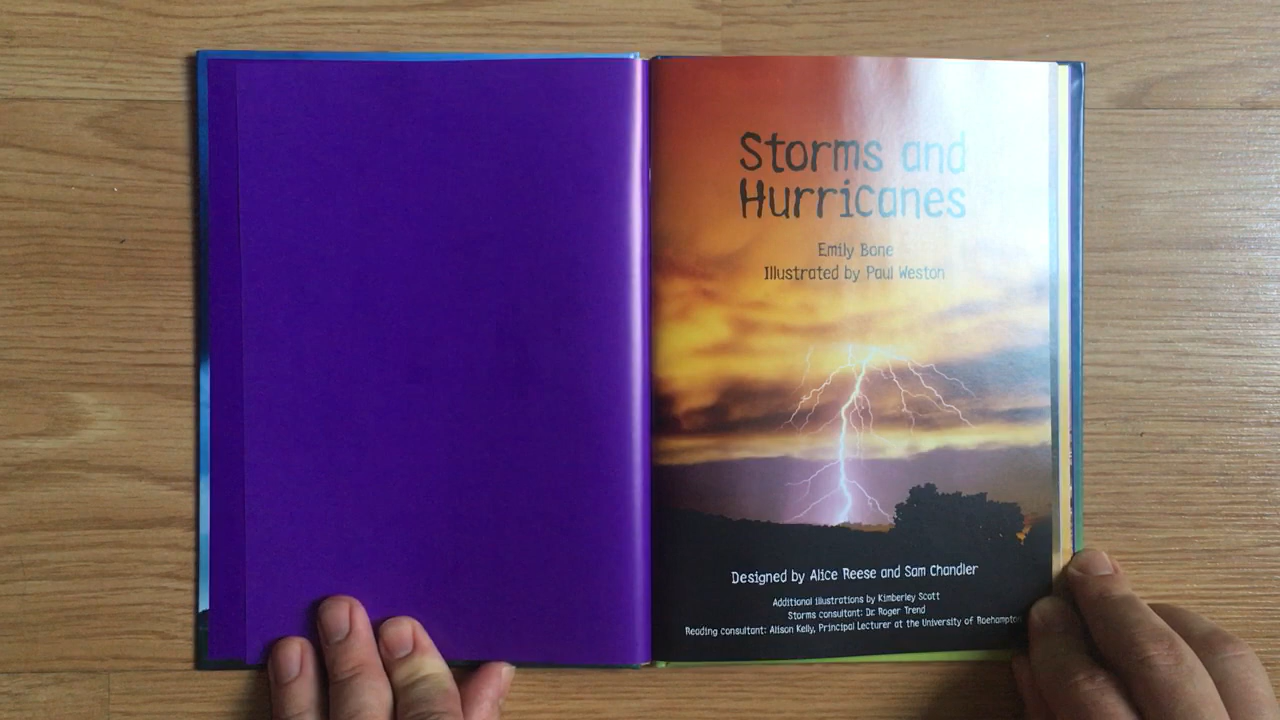 Storms and
Hurricanes
Emily Bone
Illustrated by Paul Weston
Designed by Alice Reese and Sam Chandler
Additional illustrations by Kimberley Scott
Storms consultant: Dr. Roger Trend
Reading consultant: Alison Kelly, Principal Lecturer at the University of Roehampton